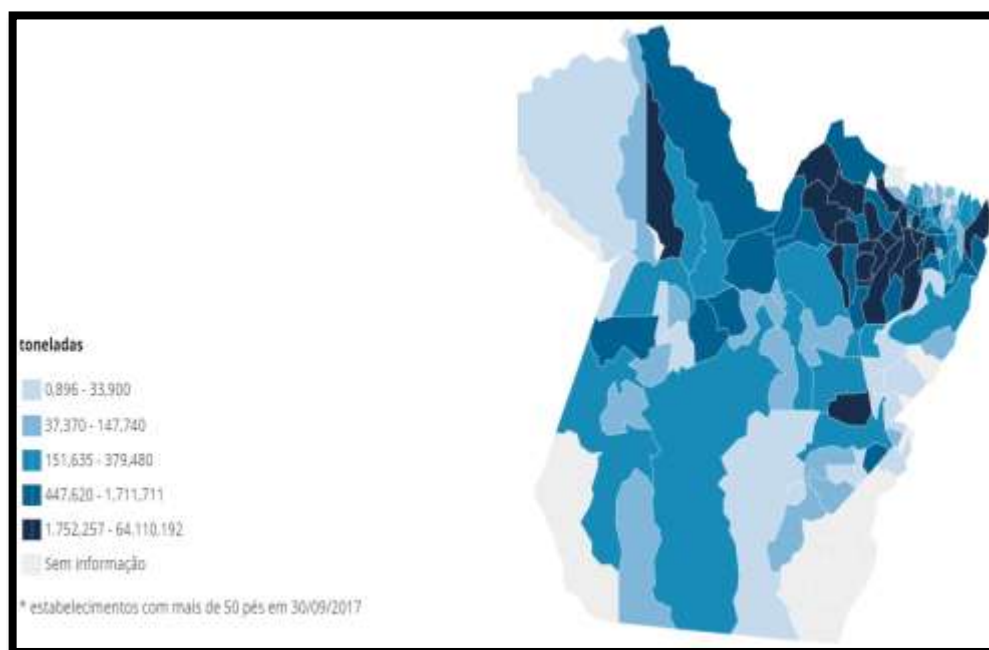 toneladas
0,896 - 33,900
37,370 - 147,740
151,635 - 379,480
447,620 - 1.711,711
1.752,257 - 64.110,192
Sem informação
* estabelecimentos com mais de 50 pés em 30/09/2017